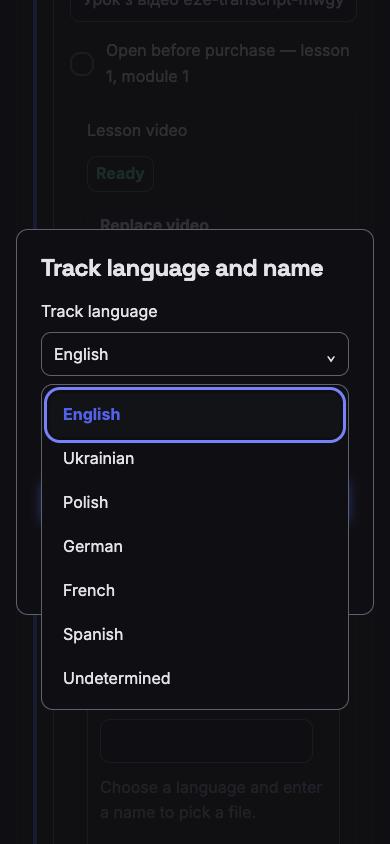 Урок з відео e2e-transcript-mwgy
Open before purchase — lesson
1, module 1
Lesson video
Ready
Replace video
Track language and name
Track language
English
English
Ukrainian
Polish
German
French
Spanish
Undetermined
Choose a language and enter
a name to pick a file.